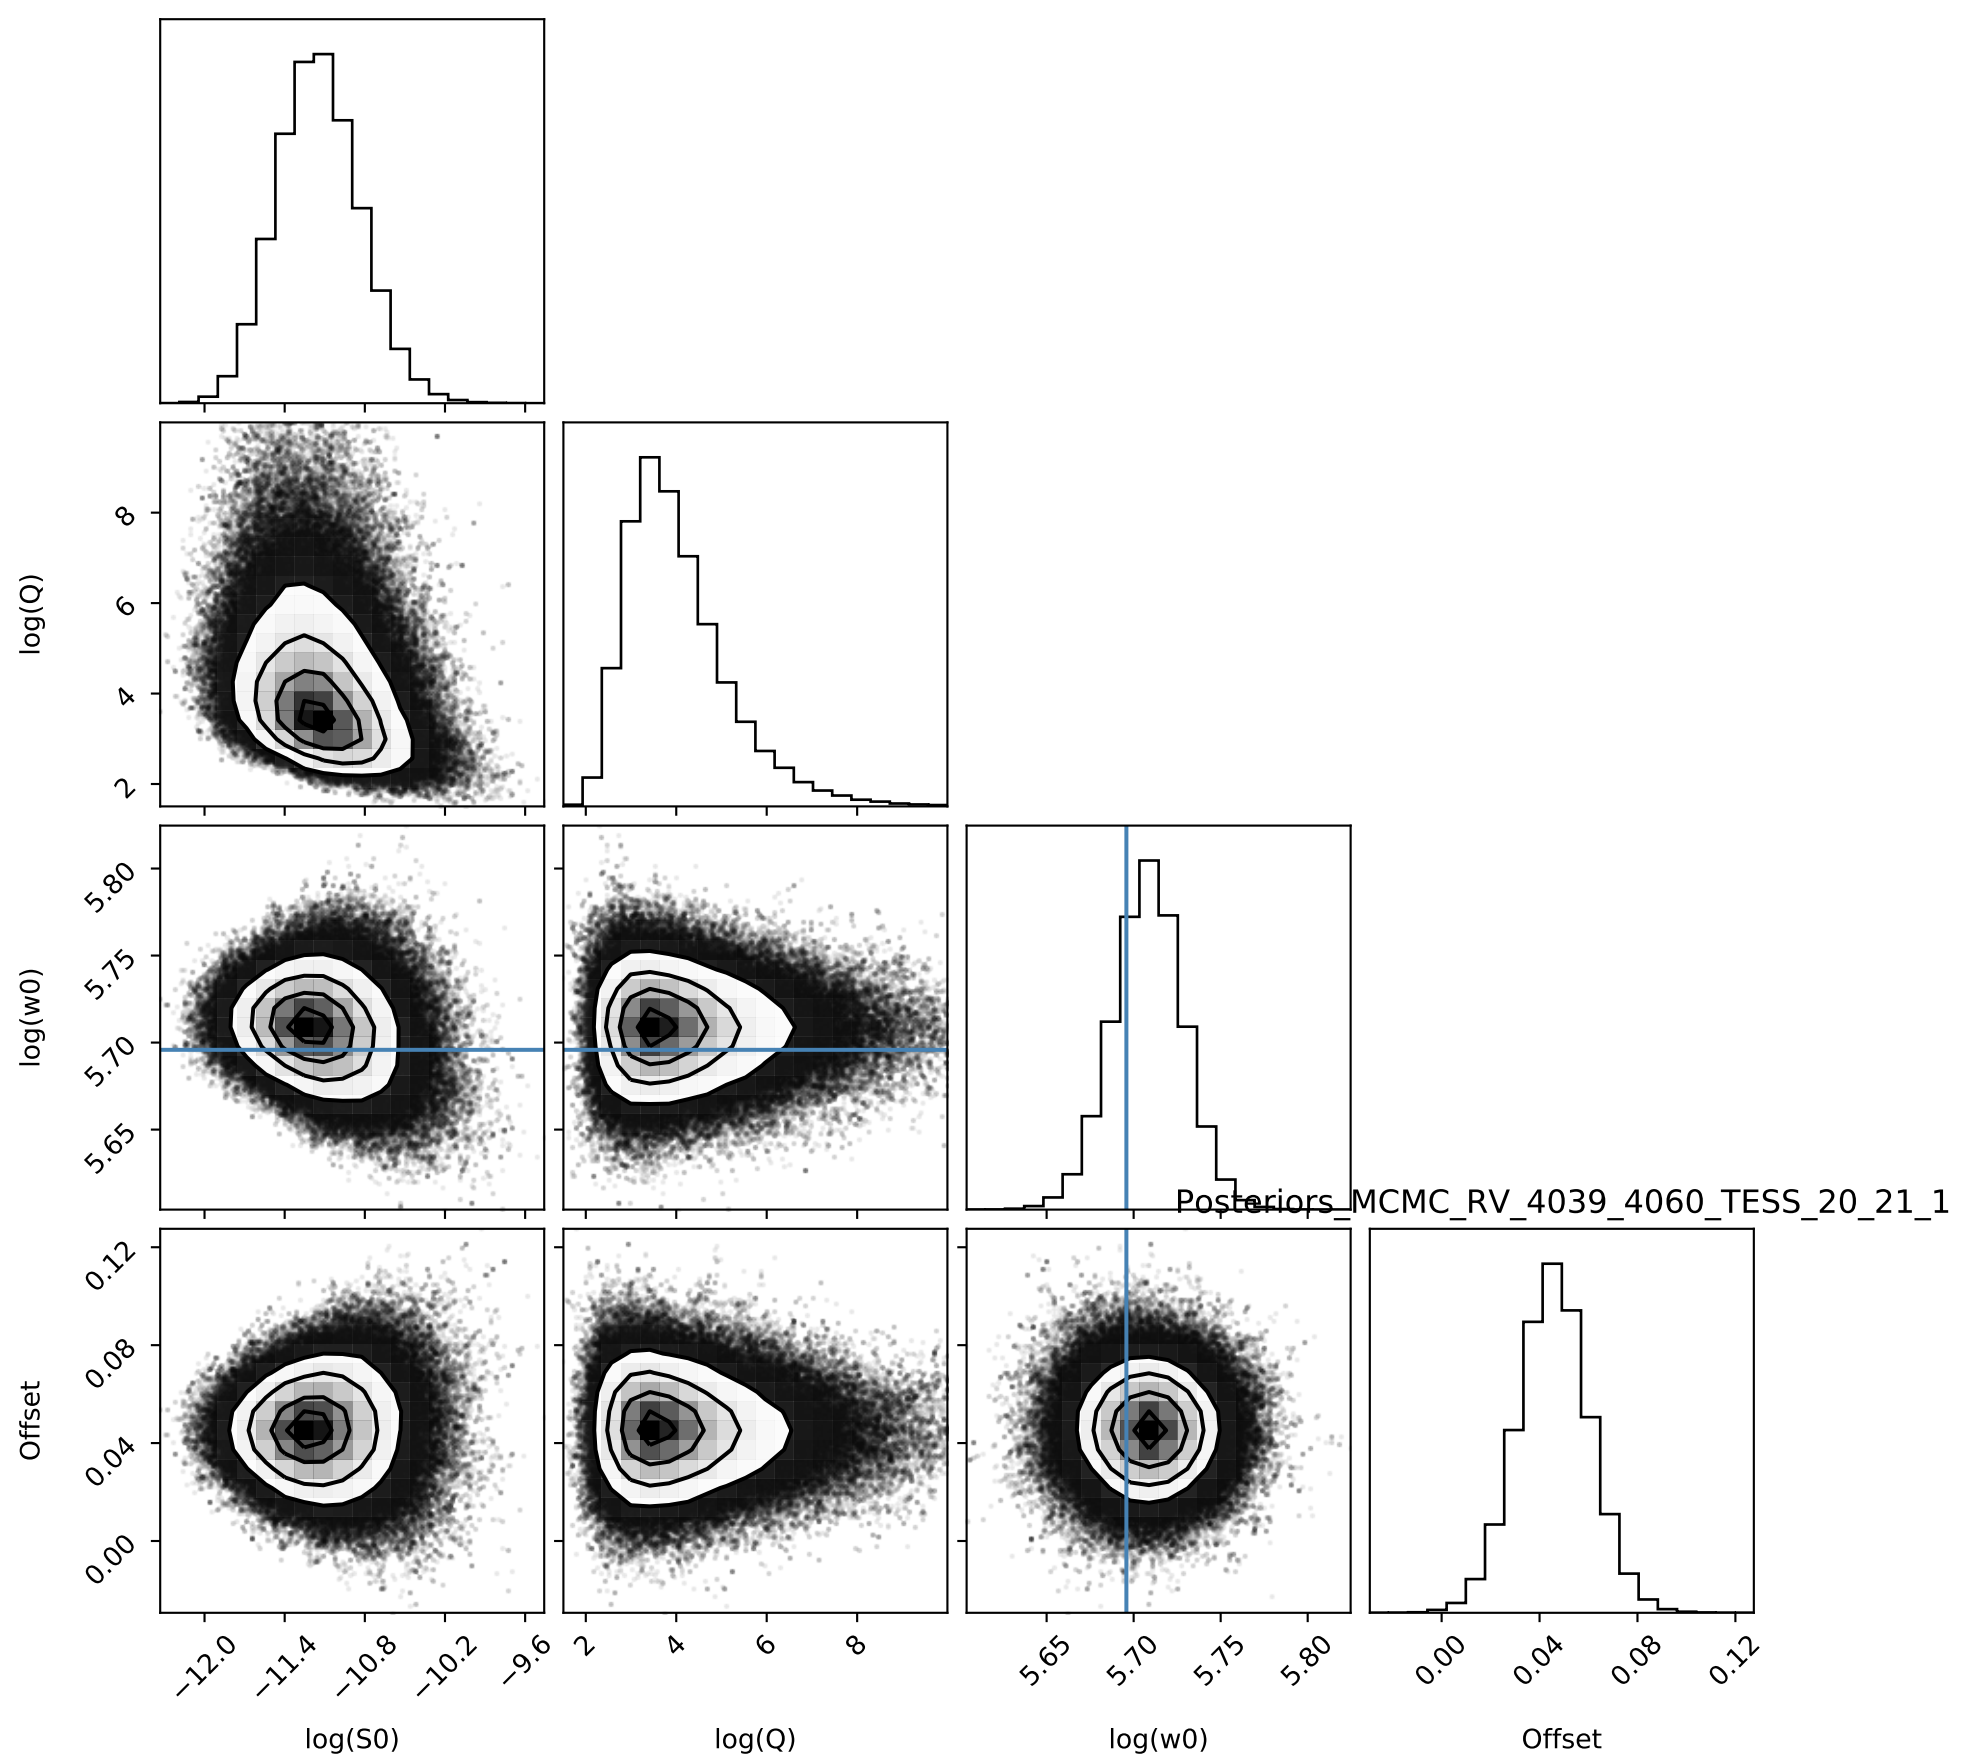 8
6
4
2
log(Q)
5.80
5.75
5.70
5.65
log(w0)
Posteriors_MCMC_RV_4039_4060_TESS_20_21_1
0.12
0.08
0.04
0.00
Offset
−12.0 −11.4 −10.8 −10.2 −9.6 2 4 6 8 5.65 5.70 5.75 5.80 0.00 0.04 0.08 0.12
log(S0) log(Q) log(w0) Offset